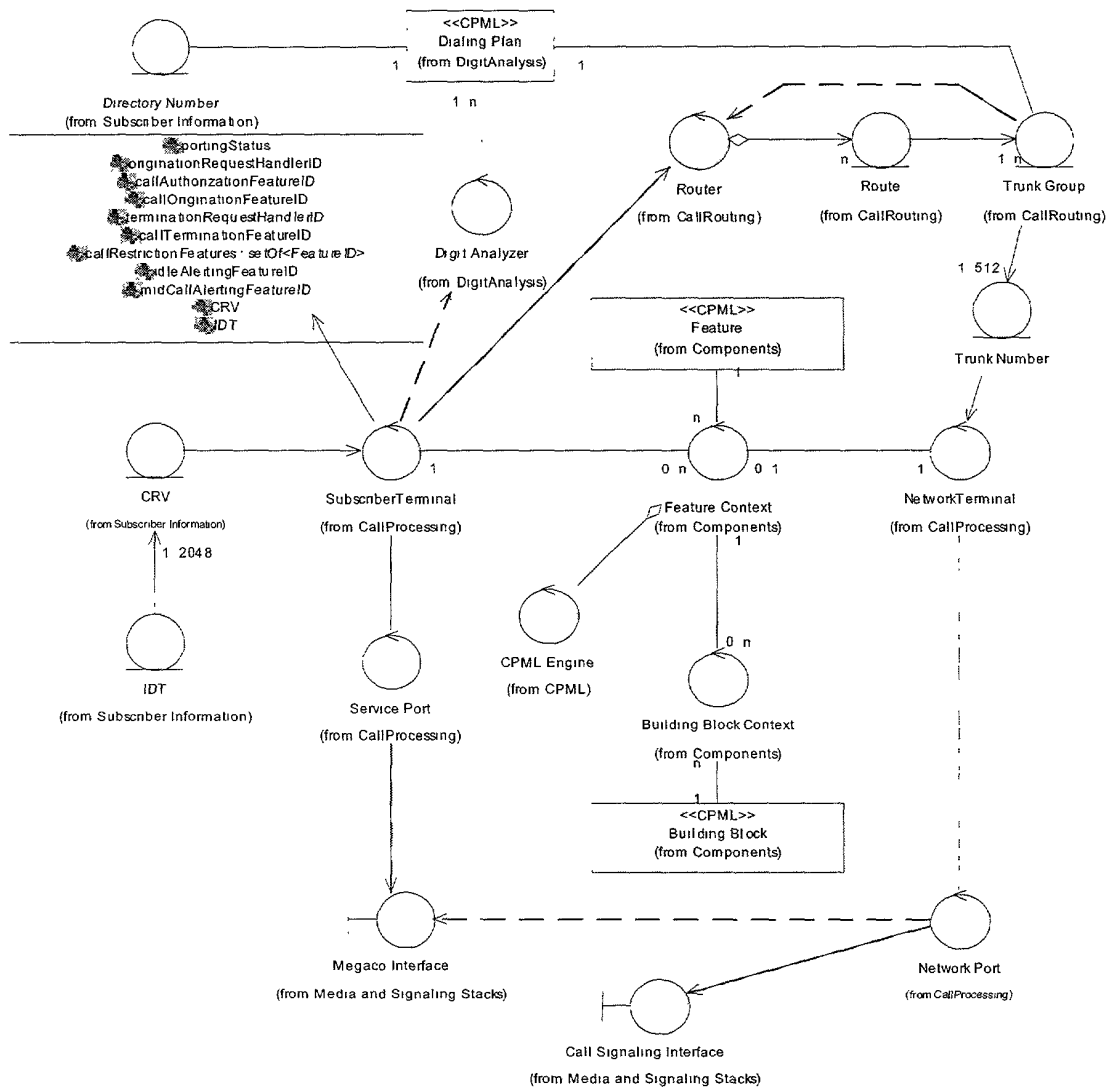 <<CPML>>
Dialing Plan
(from DigitAnalysis)
1
1
1 n
Directory Number
(from Subscriber Information)
portingStatus
originationRequestHandlerID
callAuthorizationFeatureID
callOriginationFeatureID
terminationRequestHandlerID
callTerminationFeatureID
callRestrictionFeatures : setOf<FeatureID>
idleAlertingFeatureID
midCallAlertingFeatureID
CRV
IDT
Digit Analyzer
(from DigitAnalysis)
Router
(from CallRouting)
n
Route
(from CallRouting)
1 n
Trunk Group
(from CallRouting)
1 512
Trunk Number
<<CPML>>
Feature
(from Components)
1
n
CRV
(from Subscriber Information)
1 2048
IDT
(from Subscriber Information)
1
SubscriberTerminal
(from CallProcessing)
0 n
0 1
Feature Context
(from Components)
1
1
NetworkTerminal
(from CallProcessing)
CPML Engine
(from CPML)
0 n
Service Port
(from CallProcessing)
Building Block Context
(from Components)
n
1
<<CPML>>
Building Block
(from Components)
Megaco Interface
(from Media and Signaling Stacks)
Network Port
(from CallProcessing)
Call Signaling Interface
(from Media and Signaling Stacks)